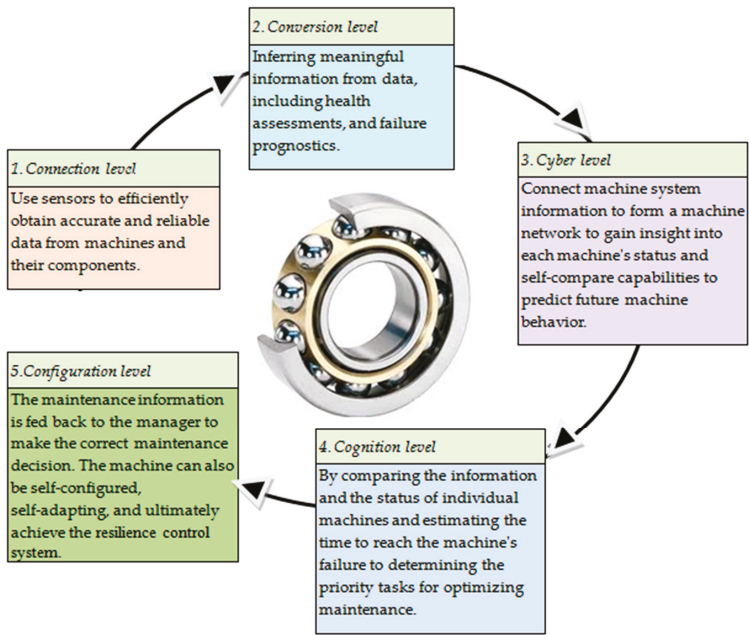 2. Conversion level
Inferring meaningful
information from data,
including health
assessments, and failure
prognostics.
1. Connection level
Use sensors to efficiently
obtain accurate and reliable
data from machines and
their components.
3. Cyber level
Connect machine system
information to form a machine
network to gain insight into
each machine's status and
self-compare capabilities to
predict future machine
behavior.
5.Configuration level
The maintenance information
is fed back to the manager to
make the correct maintenance
decision. The machine can also
be self-configured,
self-adapting, and ultimately
achieve the resilience control
system.
4. Cognition level
By comparing the information
and the status of individual
machines and estimating the
time to reach the machine's
failure to determining the
priority tasks for optimizing
maintenance.